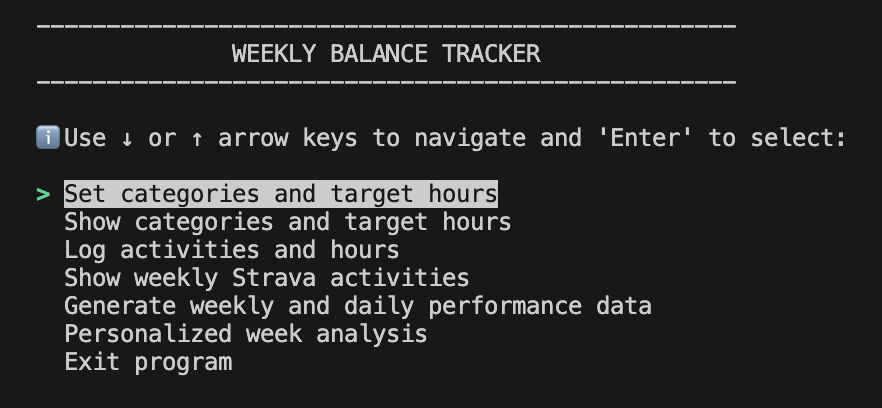 --------------------------------------------------
WEEKLY BALANCE TRACKER
--------------------------------------------------
ℹ️Use ↓ or ↑ arrow keys to navigate and 'Enter' to select:
> Set categories and target hours
Show categories and target hours
Log activities and hours
Show weekly Strava activities
Generate weekly and daily performance data
Personalized week analysis
Exit program